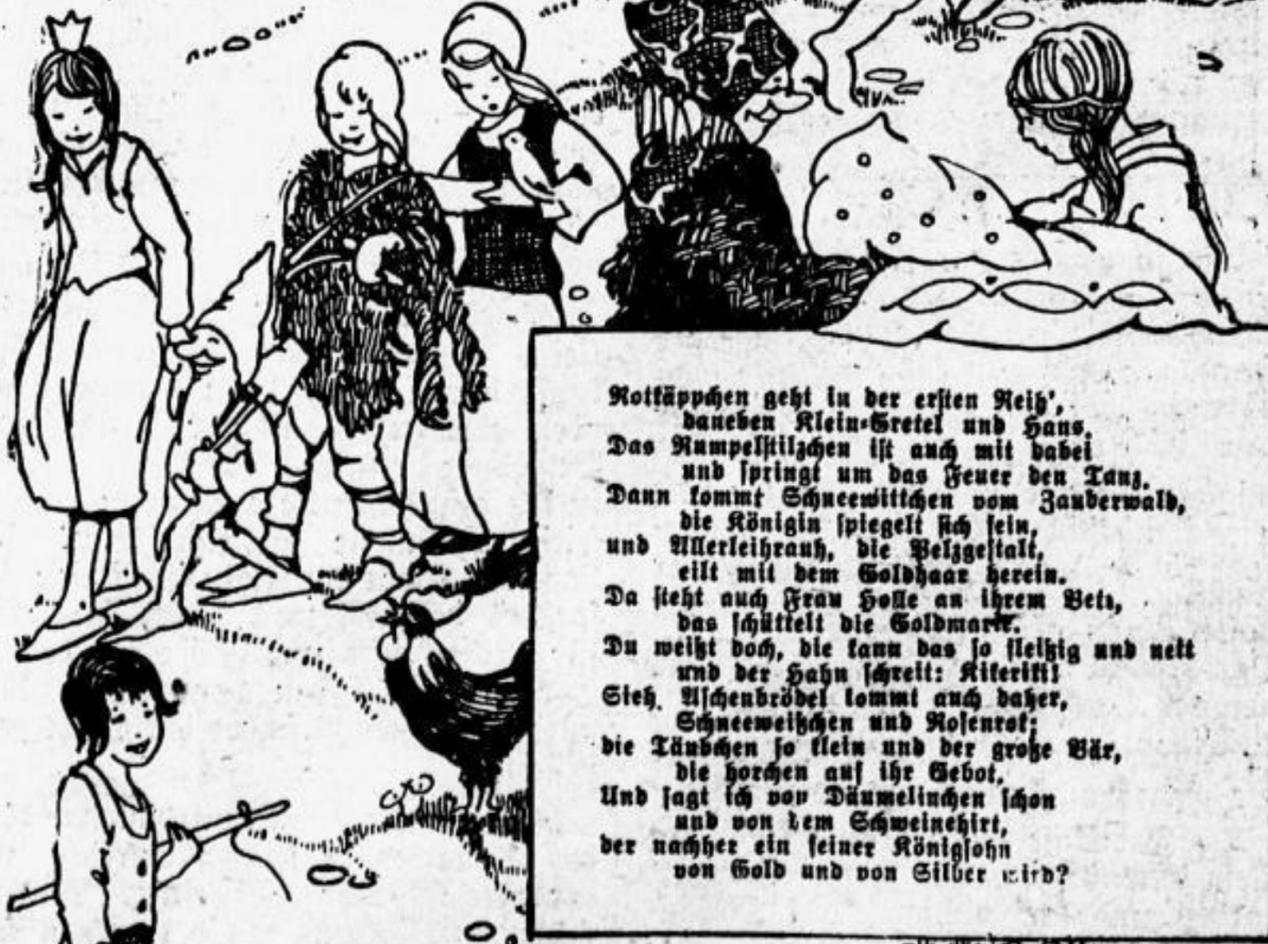 Rotkäppchen geht in der ersten Reih',
daneben Klein-Gretel und Hans.
Das Rumpelstilzchen ist auch mit dabei
und springt um das Feuer den Tanz.
Dann kommt Schneewittchen vom Zauberwald,
die Königin spiegelt sich fein,
und Allerleihrauh, die Pelzgestalt,
eilt mit dem Goldhaar herein.
Da steht auch Frau Holle an ihrem Bett,
das schüttelt die Goldmarie.
Du weißt doch, die kann das so fleißig und nett
und der Hahn schreit: Kikeriki!
Sieh, Aschenbrödel kommt auch daher,
Schneeweißchen und Rosenrot;
die Täubchen so klein und der große Bär,
die horchen auf ihr Gebot.
Und sagt ich von Däumelinchen schon
und von dem Schweinehirt,
der nachher ein feiner Königsohn
von Gold und von Silber wird?